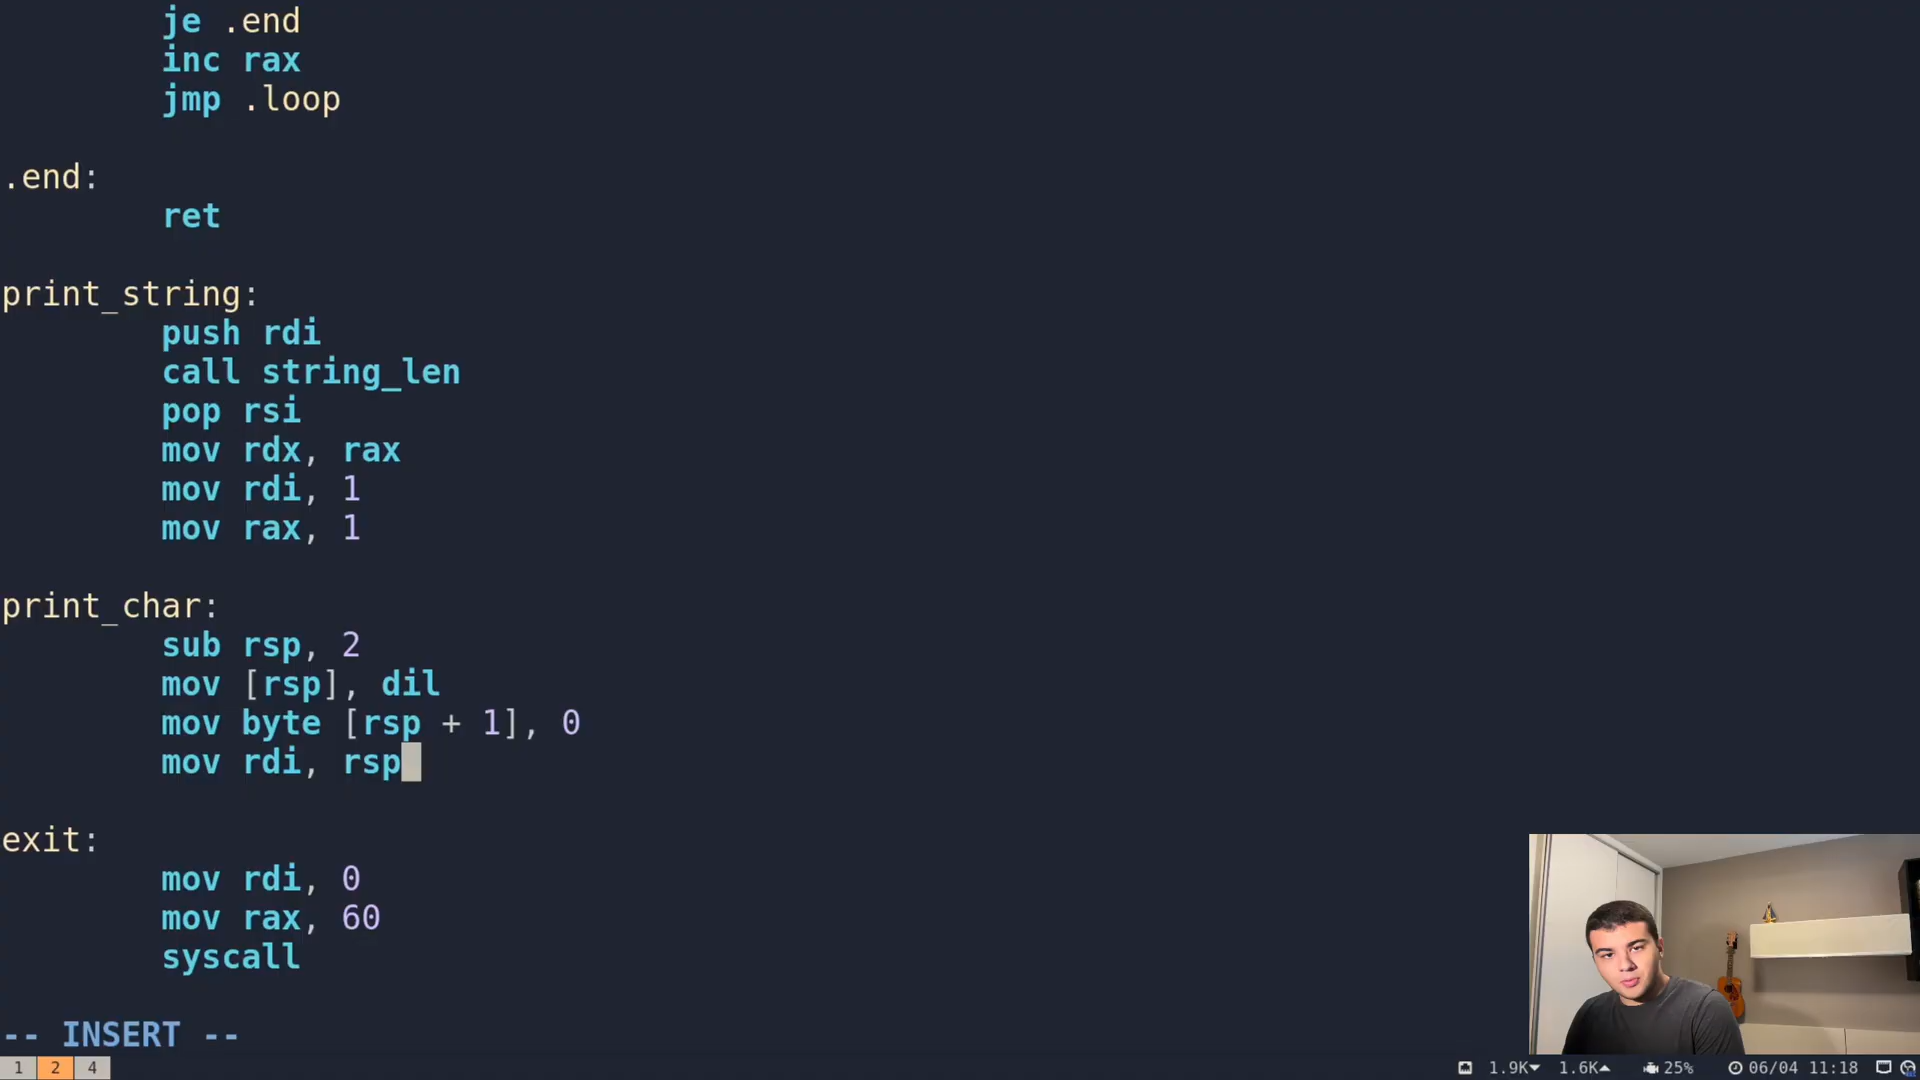 je .end
inc rax
jmp .loop
.end:
ret
print_string:
push rdi
call string_len
pop rsi
mov rdx, rax
mov rdi, 1
mov rax, 1
print_char:
sub rsp, 2
mov [rsp], dil
mov byte [rsp + 1], 0
mov rdi, rsp
exit:
mov rdi, 0
mov rax, 60
syscall
-- INSERT --
1 2 4 1.9K 1.6K 25% 06/04 11:18